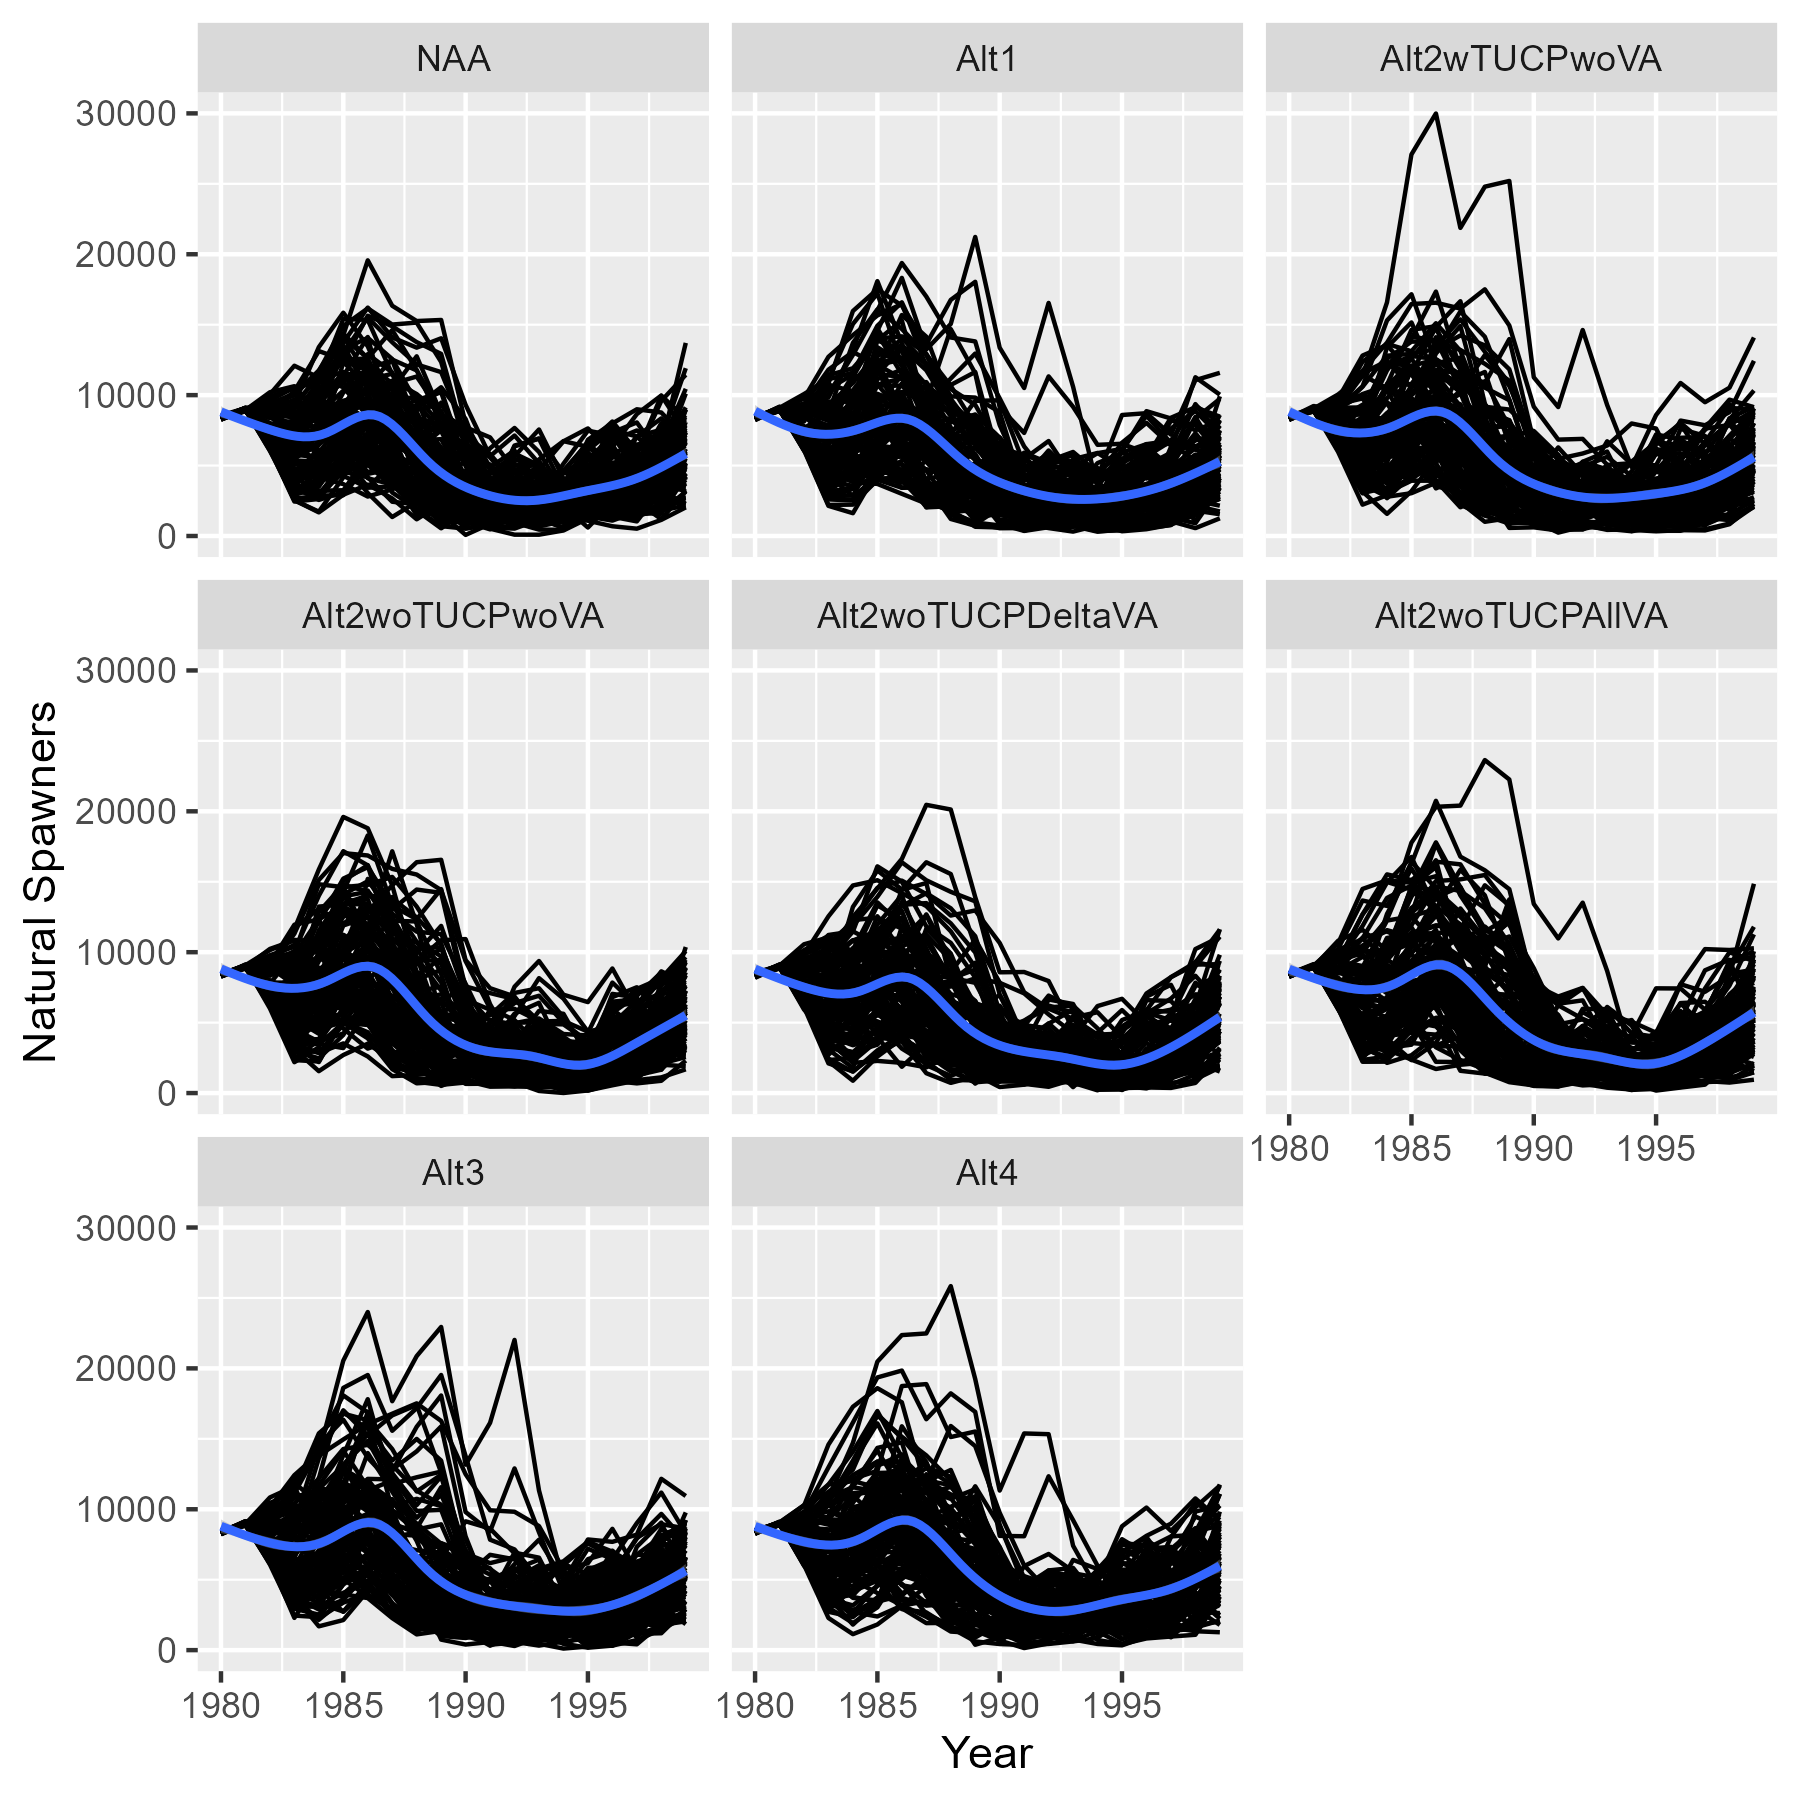 NAA Alt1 Alt2wTUCPwoVA
30000
20000
10000
0
Alt2woTUCPwoVA Alt2woTUCPDeltaVA Alt2woTUCPAllVA
30000
20000
10000
0
1980 1985 1990 1995
Alt3 Alt4
30000
20000
10000
0
1980 1985 1990 1995 1980 1985 1990 1995
Year
Natural Spawners